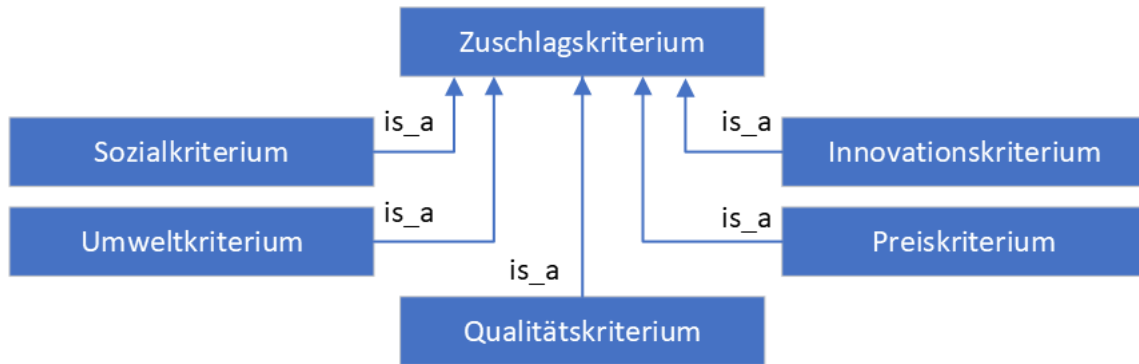 Zuschlagskriterium
is_a
is_a
Sozialkriterium
Innovationskriterium
is_a
is_a
Umweltkriterium
Preiskriterium
is_a
Qualitätskriterium